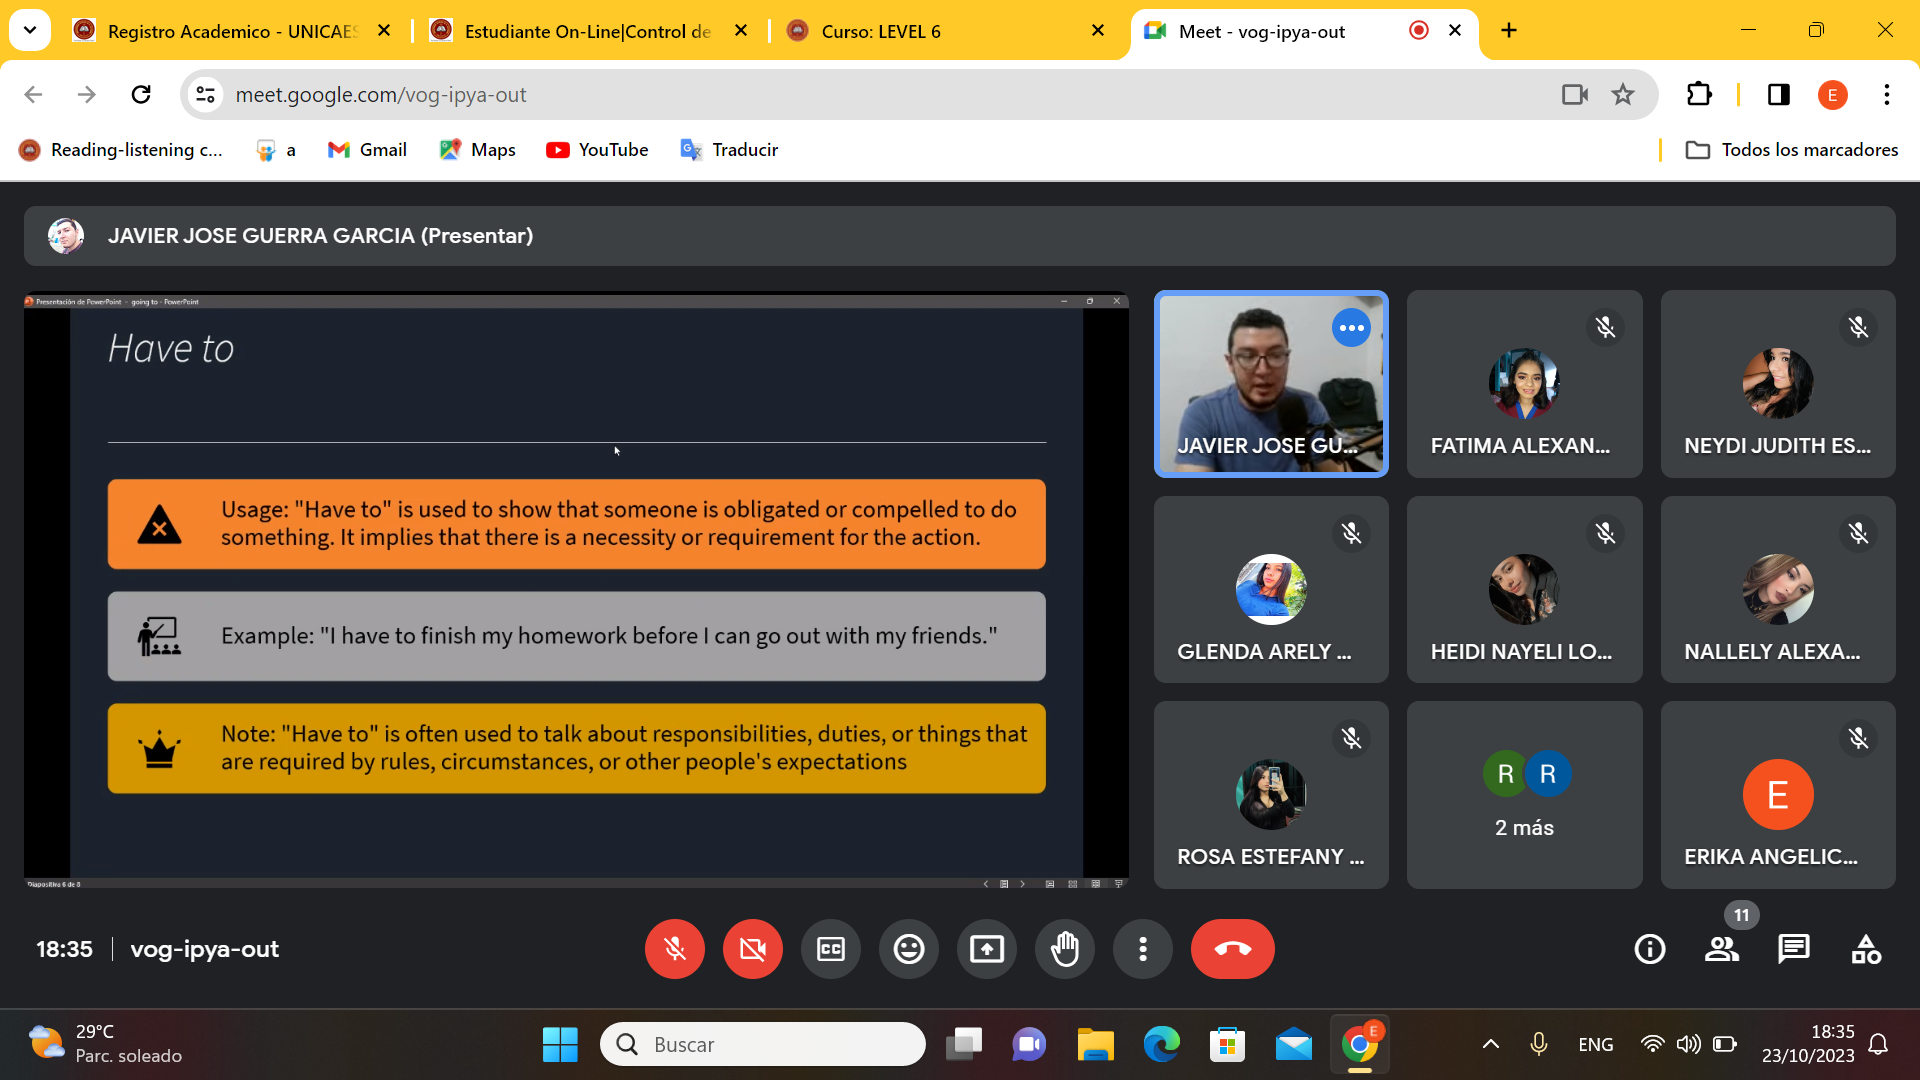 Registro Academico - UNICAES
Estudiante On-Line|Control de
Curso: LEVEL 6
Meet - vog-ipya-out
meet.google.com/vog-ipya-out
E
Reading-listening c...
a
Gmail
Maps
YouTube
Traducir
Todos los marcadores
JAVIER JOSE GUERRA GARCIA (Presentar)
Presentación de PowerPoint - going to - PowerPoint
Have to
Usage: "Have to" is used to show that someone is obligated or compelled to do
something. It implies that there is a necessity or requirement for the action.
Example: "I have to finish my homework before I can go out with my friends."
Note: "Have to" is often used to talk about responsibilities, duties, or things that
are required by rules, circumstances, or other people's expectations
Diapositiva 6 de 8
JAVIER JOSE GU...
FATIMA ALEXAN...
NEYDI JUDITH ES...
GLENDA ARELY ...
HEIDI NAYELI LO...
NALLELY ALEXA...
ROSA ESTEFANY ...
R R
2 más
E
ERIKA ANGELIC...
18:35
vog-ipya-out
CC
11
29°C
Parc. soleado
Buscar
E
ENG
18:35
23/10/2023